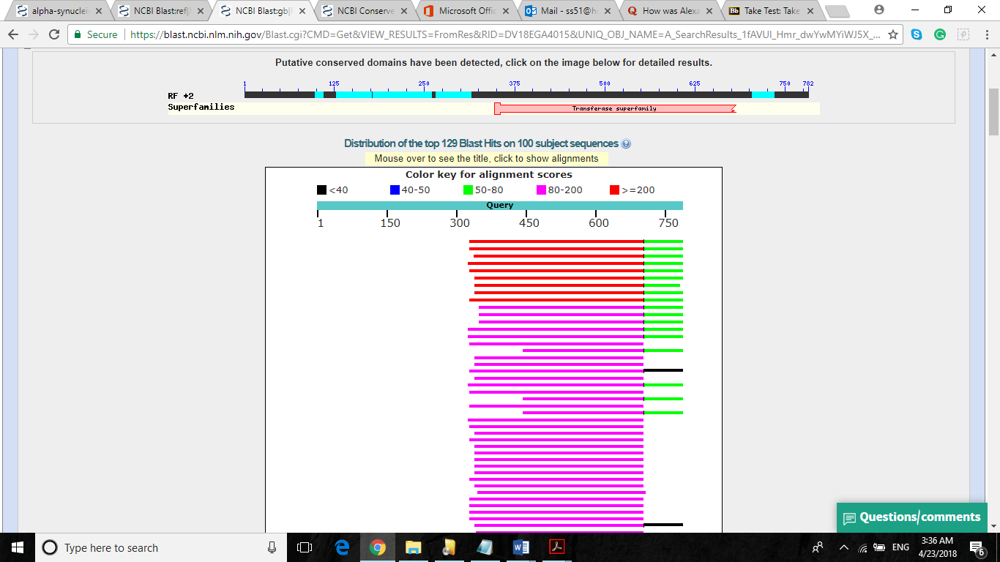 alpha-synuclei
NCBI Blast:ref|
NCBI Blast:gb|
NCBI Conserve
Microsoft Offic
Mail - ss51@h
How was Alexa
Take Test: Take
Secure
https://blast.ncbi.nlm.nih.gov/Blast.cgi?CMD=Get&VIEW_RESULTS=FromRes&RID=DV18EGA4015&UNIQ_OBJ_NAME=A_SearchResults_1fAVUI_Hmr_dwYwMYiWJ5X_...
Putative conserved domains have been detected, click on the image below for detailed results.
1 125 250 375 500 625 750 782
RF +2
Superfamilies
Transferase superfamily
Distribution of the top 129 Blast Hits on 100 subject sequences
Mouse over to see the title, click to show alignments
Color key for alignment scores
<40 40-50 50-80 80-200 >=200
Query
1 150 300 450 600 750
Questions/comments
Type here to search
ENG
3:36 AM
4/23/2018
6